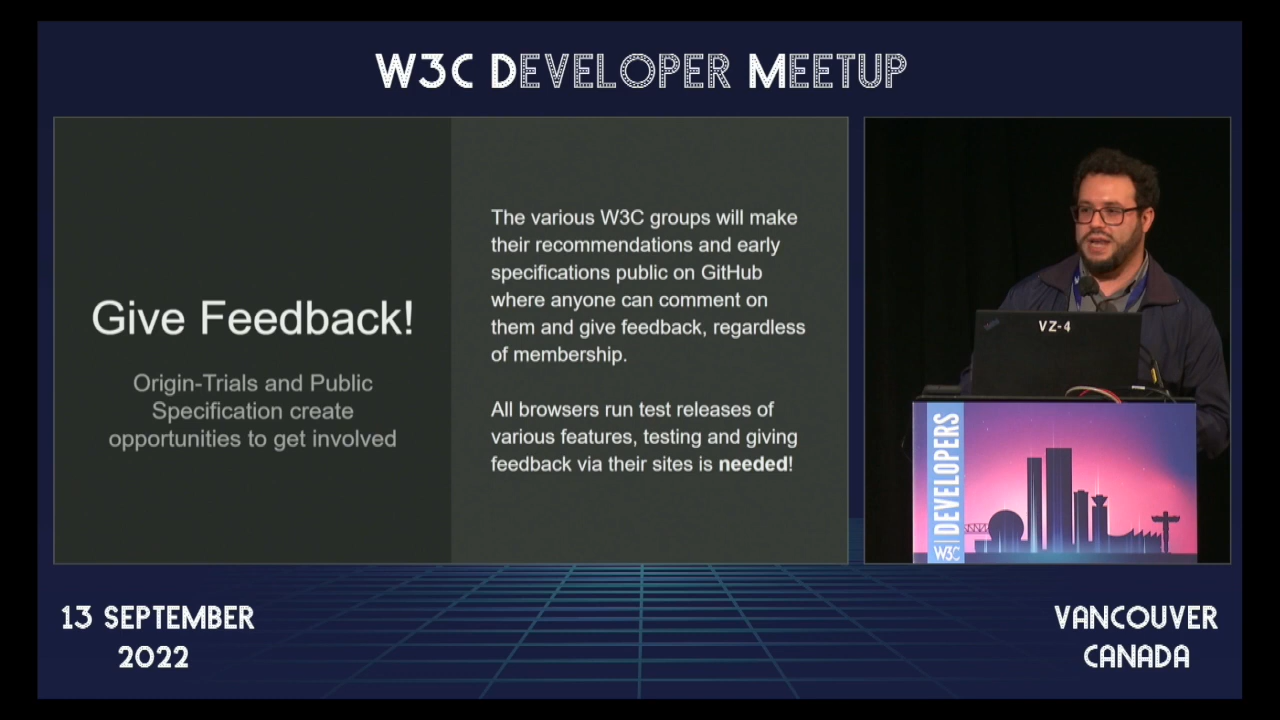 W3C DEVELOPER MEETUP
Give Feedback!
Origin-Trials and Public
Specification create
opportunities to get involved
The various W3C groups will make
their recommendations and early
specifications public on GitHub
where anyone can comment on
them and give feedback, regardless
of membership.
All browsers run test releases of
various features, testing and giving
feedback via their sites is needed!
VZ-4
W3C | DEVELOPERS
13 SEPTEMBER
2022
VANCOUVER
CANADA